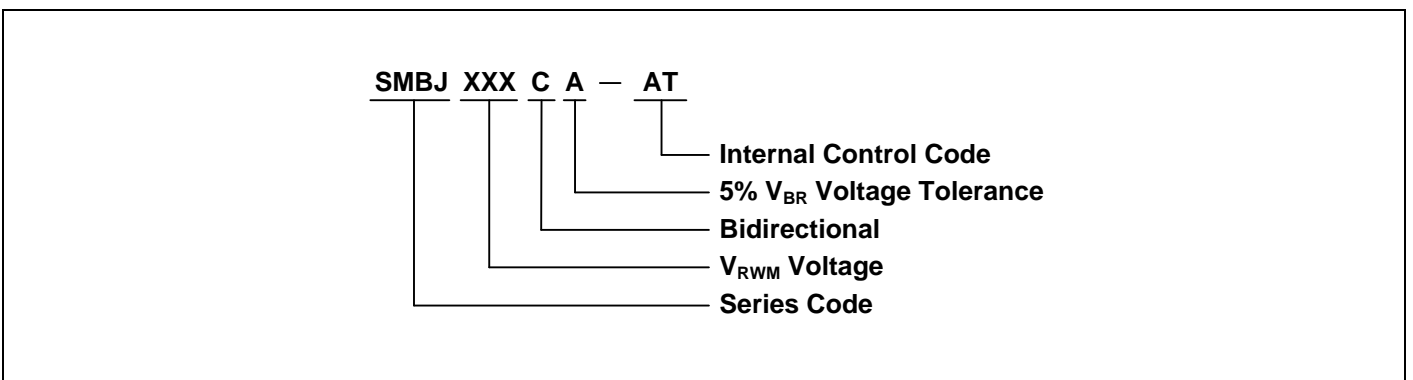 SMBJ XXX C A — AT
Internal Control Code
5% VBR Voltage Tolerance
Bidirectional
VRWM Voltage
Series Code